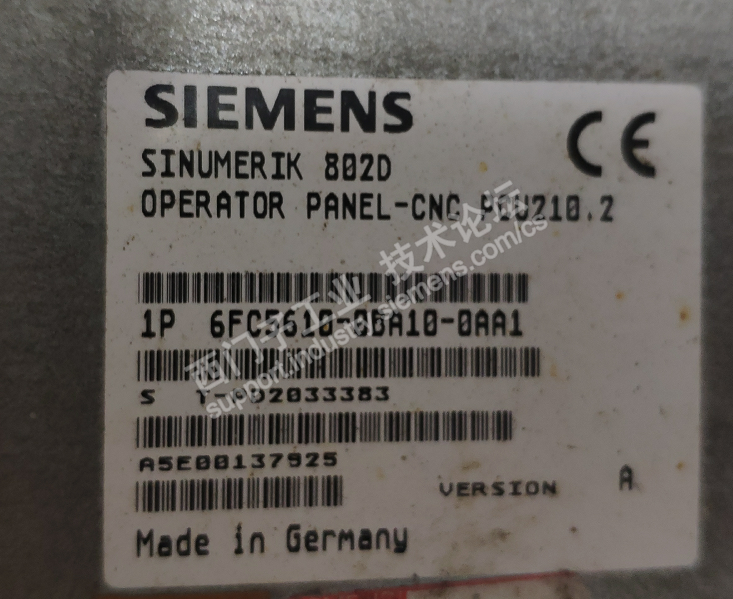 SIEMENS
CE
SINUMERIK 802D
OPERATOR PANEL-CNC PCU210.2
1P 6FC5610-0BA10-0AA1
S
A5E00137925
VERSION A
Made in Germany
西门子工业 技术论坛
support.industry.siemens.com/cs